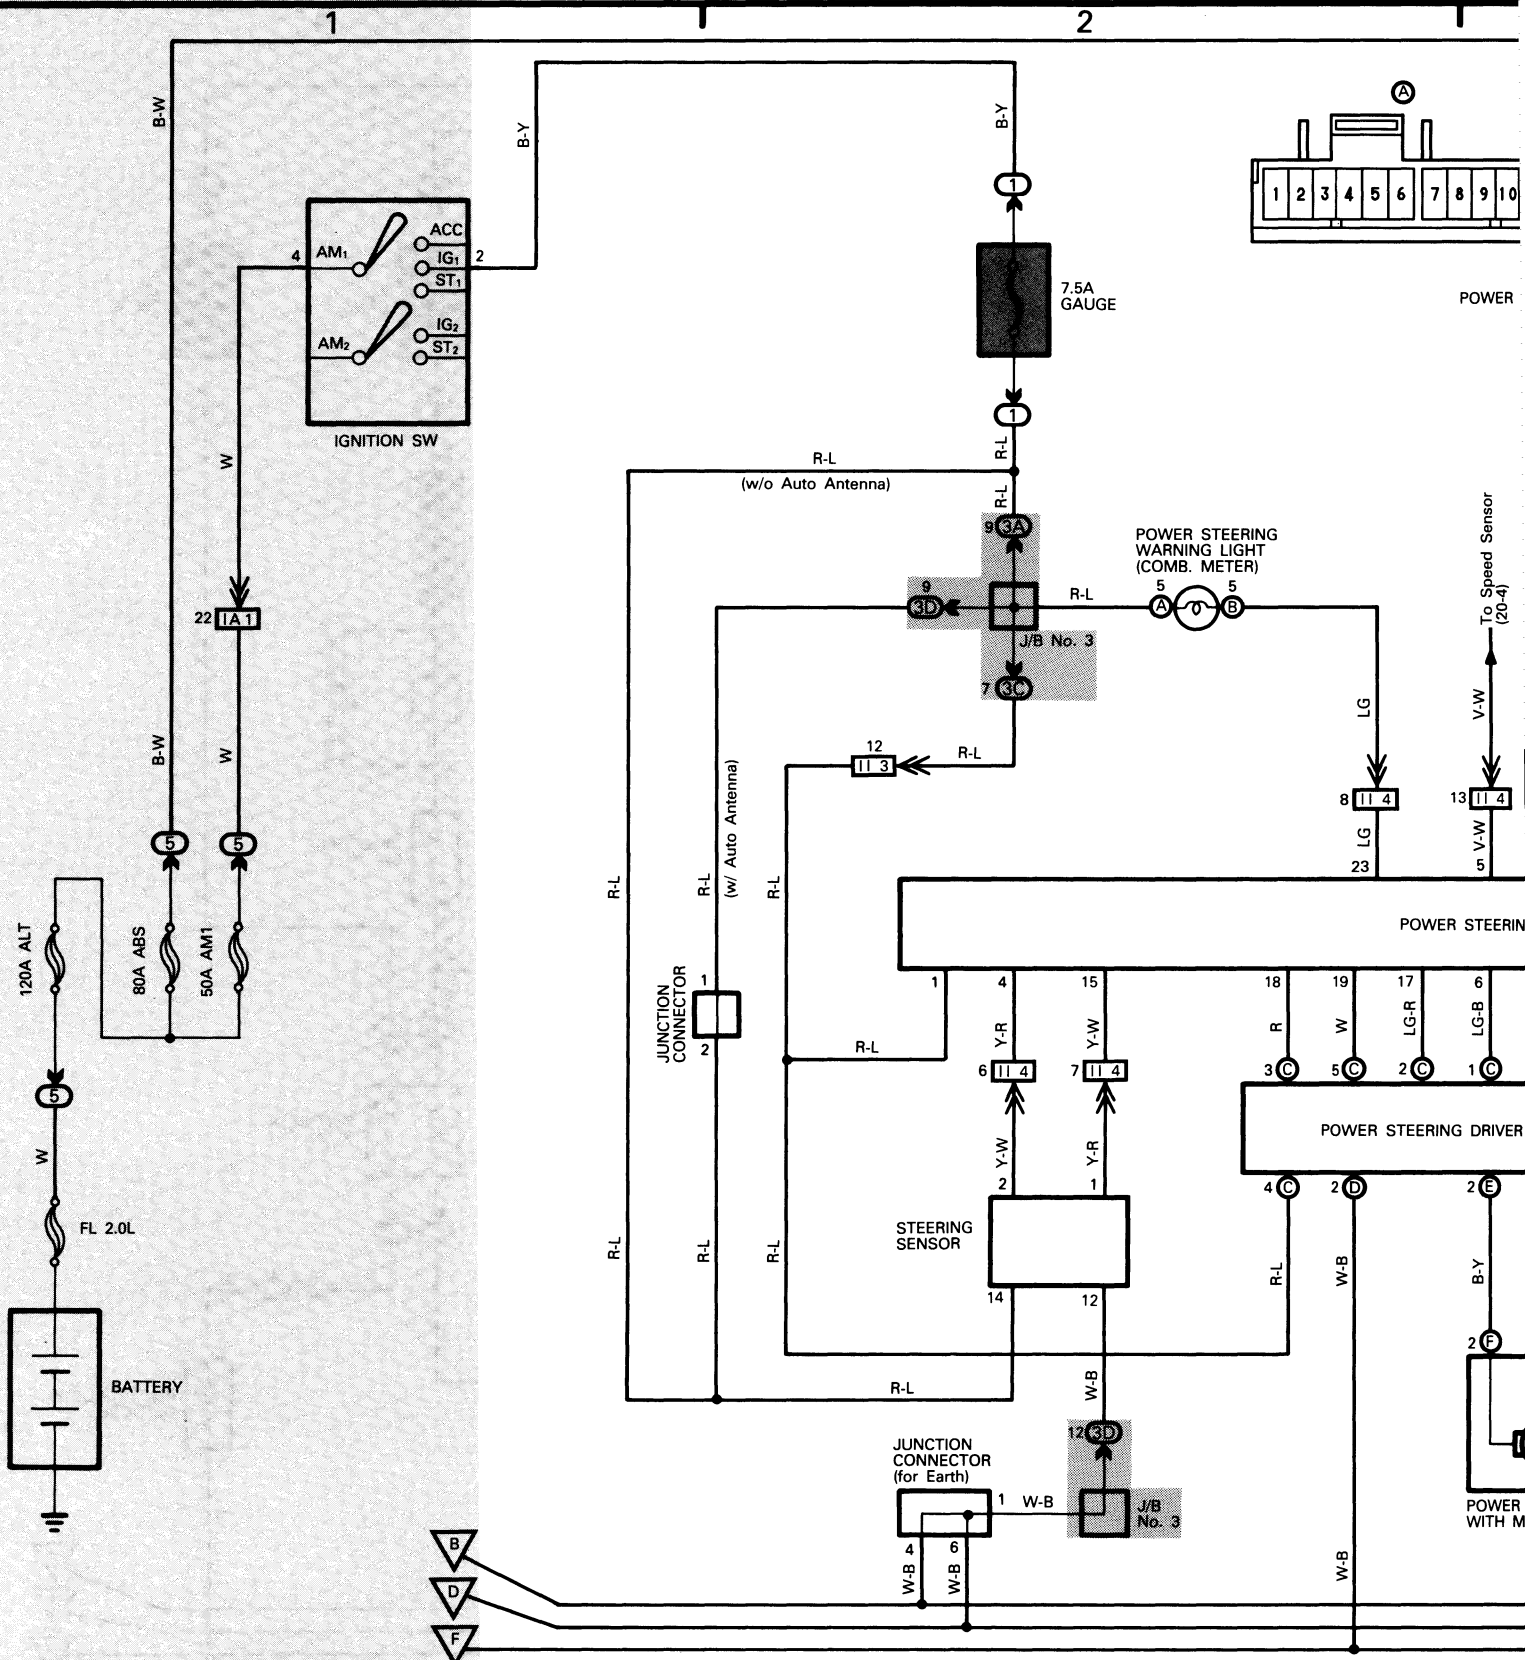 1
2
B-W
B-Y
B-Y
A
1
1 2 3 4 5 6 7 8 9 10
ACC
4 AM1 IG1 2
ST1
IG2
AM2 ST2
IGNITION SW
7.5A
GAUGE
POWER
1
R-L
R-L
(w/o Auto Antenna)
R-L
W
9 3A
POWER STEERING
WARNING LIGHT
(COMB. METER)
To Speed Sensor
(20-4)
9
3D
R-L
5 5
A B
J/B No. 3
7 3C
22 IA1
LG
V-W
12
II 3
R-L
B-W
W
(w/ Auto Antenna)
8 II 4
13 II 4
LG
V-W
5
5
23
5
R-L
R-L
R-L
POWER STEERIN
120A ALT
80A ABS
50A AM1
JUNCTION
CONNECTOR
1
2
1
4
15
18
19
17
6
Y-R
Y-W
R
W
LG-R
LG-B
R-L
6 II 4
7 II 4
3 C
5 C
2 C
1 C
5
W
POWER STEERING DRIVER
Y-W
Y-R
2
1
4 C
2 D
2 E
FL 2.0L
STEERING
SENSOR
R-L
R-L
R-L
R-L
W-B
B-Y
14
12
2 F
BATTERY
R-L
W-B
12 3D
JUNCTION
CONNECTOR
(for Earth)
1
W-B
J/B
No. 3
POWER
WITH M
4
6
W-B
W-B
W-B
B
D
F